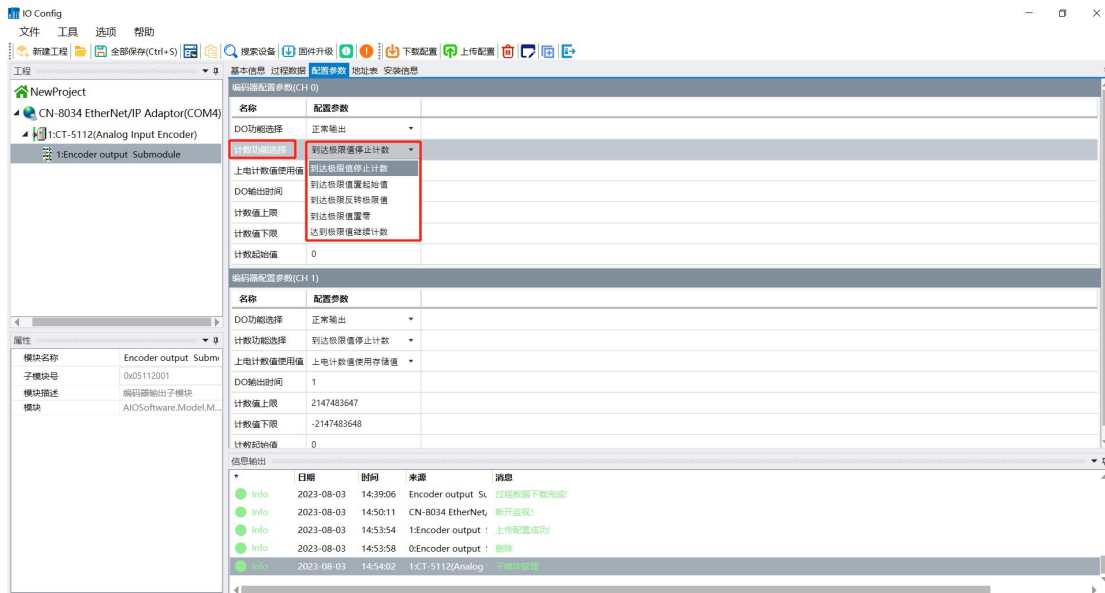 IO Config
文件 工具 选项 帮助
新建工程 全部保存(Ctrl+S) 搜索设备 固件升级 下载配置 上传配置
工程
NewProject
CN-8034 EtherNet/IP Adaptor(COM4)
1:CT-5112(Analog Input Encoder)
1:Encoder output Submodule
属性
模块名称 Encoder output Subm
子模块号 0x05112001
模块描述 编码器输出子模块
模块 AIOSoftware.Model.M...
基本信息 过程数据 配置参数 地址表 安装信息
编码器配置参数(CH 0)
名称 配置参数
DO功能选择 正常输出
计数功能选择 到达极限值停止计数
上电计数值使用值 到达极限值停止计数
到达极限值置起始值
DO输出时间
到达极限反转极限值
计数值上限 到达极限值置零
计数值下限 达到极限值继续计数
计数起始值 0
编码器配置参数(CH 1)
名称 配置参数
DO功能选择 正常输出
计数功能选择 到达极限值停止计数
上电计数值使用值 上电计数值使用存储值
DO输出时间 1
计数值上限 2147483647
计数值下限 -2147483648
计数起始值 0
信息输出
* 日期 时间 来源 消息
Info 2023-08-03 14:39:06 Encoder output Su 过程数据下载完成!
Info 2023-08-03 14:50:11 CN-8034 EtherNet/ 断开监视!
Info 2023-08-03 14:53:54 1:Encoder output 上传配置成功!
Info 2023-08-03 14:53:58 0:Encoder output 删除
Info 2023-08-03 14:54:02 1:CT-5112(Analog 子模块管理